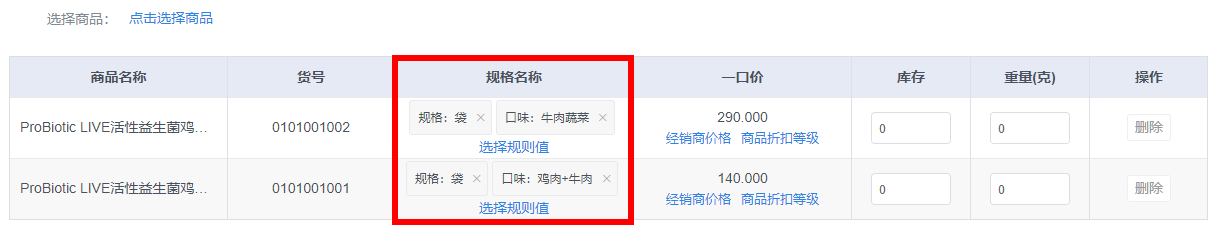 选择商品： 点击选择商品
商品名称 货号 规格名称 一口价 库存 重量(克) 操作
ProBiotic LIVE活性益生菌鸡... 0101001002 规格：袋 × 口味：牛肉蔬菜 × 290.000 0 0 删除
选择规则值 经销商价格 商品折扣等级
ProBiotic LIVE活性益生菌鸡... 0101001001 规格：袋 × 口味：鸡肉+牛肉 × 140.000 0 0 删除
选择规则值 经销商价格 商品折扣等级